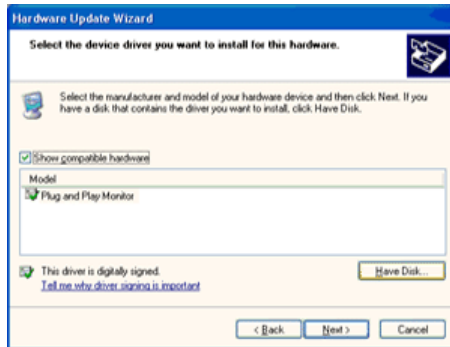 Hardware Update Wizard
Select the device driver you want to install for this hardware.
Select the manufacturer and model of your hardware device and then click Next. If you
have a disk that contains the driver you want to install, click Have Disk.
Show compatible hardware
Model
Plug and Play Monitor
This driver is digitally signed.
Have Disk...
Tell me why driver signing is important
< Back
Next >
Cancel